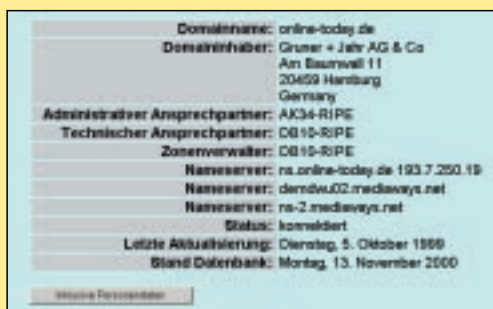 Domainname: online-today.de
Domaininhaber: Gruner + Jahr AG & Co
Am Baumwall 11
20459 Hamburg
Germany
Administrativer Ansprechpartner: AK34-RIPE
Technischer Ansprechpartner: DB10-RIPE
Zonenverwalter: DB10-RIPE
Nameserver: ns.online-today.de 193.7.250.19
Nameserver: demdwu02.mediaways.net
Nameserver: ns-2.mediaways.net
Status: konnektiert
Letzte Aktualisierung: Dienstag, 5. Oktober 1999
Stand Datenbank: Montag, 13. November 2000
Inklusive Personendaten